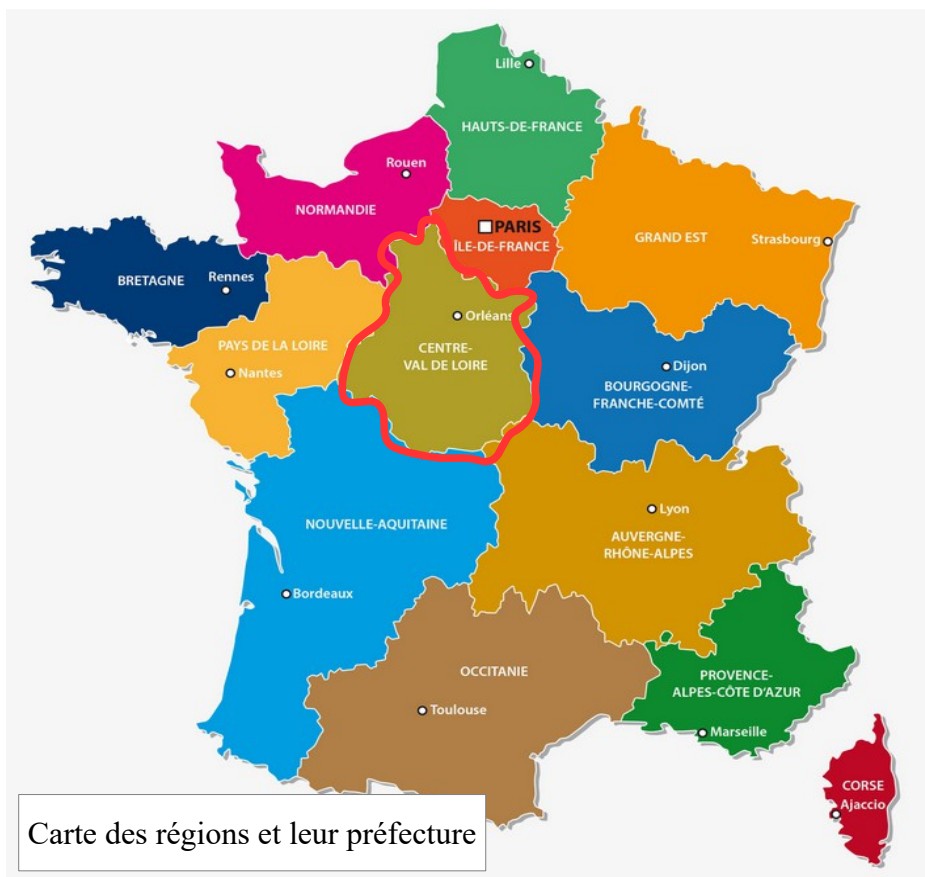 Lille
HAUTS-DE-FRANCE
Rouen
NORMANDIE
PARIS
ÎLE-DE-FRANCE
GRAND EST
Strasbourg
BRETAGNE
Rennes
Orléans
PAYS DE LA LOIRE
Nantes
CENTRE-
VAL DE LOIRE
Dijon
BOURGOGNE-
FRANCHE-COMTÉ
NOUVELLE-AQUITAINE
Lyon
AUVERGNE-
RHÔNE-ALPES
Bordeaux
OCCITANIE
Toulouse
PROVENCE-
ALPES-CÔTE D'AZUR
Marseille
CORSE
Ajaccio
Carte des régions et leur préfecture